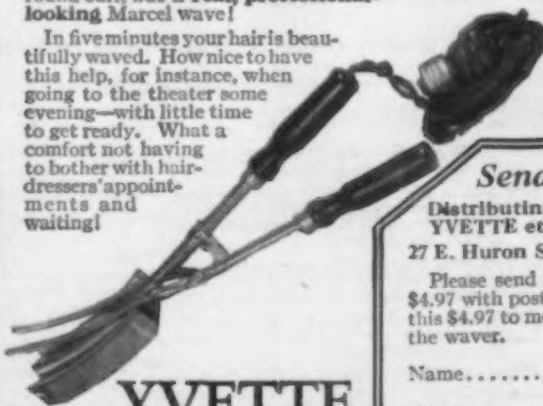 looking Marcel wave!
In five minutes your hair is beau-
tifully waved. How nice to have
this help, for instance, when
going to the theater some
evening—with little time
to get ready. What a
comfort not having
to bother with hair-
dressers' appoint-
ments and
waiting!
YVETTE
Send
Distributin
YVETTE et
27 E. Huron S
Please send
$4.97 with post
this $4.97 to m
the waver.
Name.......